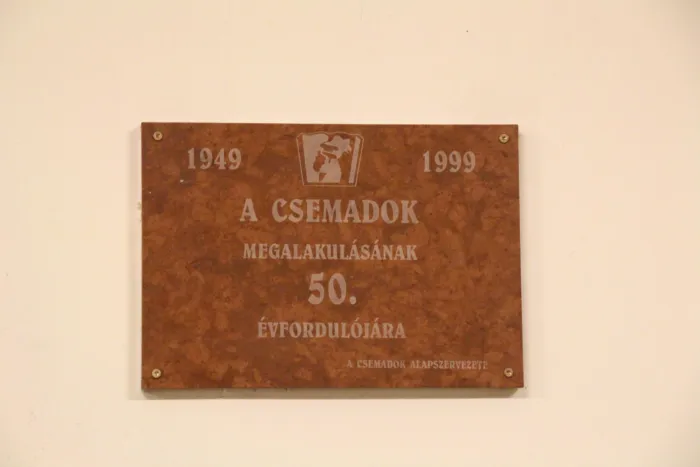 1949 1999
A CSEMADOK
MEGALAKULÁSÁNAK
50.
ÉVFORDULÓJÁRA
A CSEMADOK ALAPSZERVEZETE